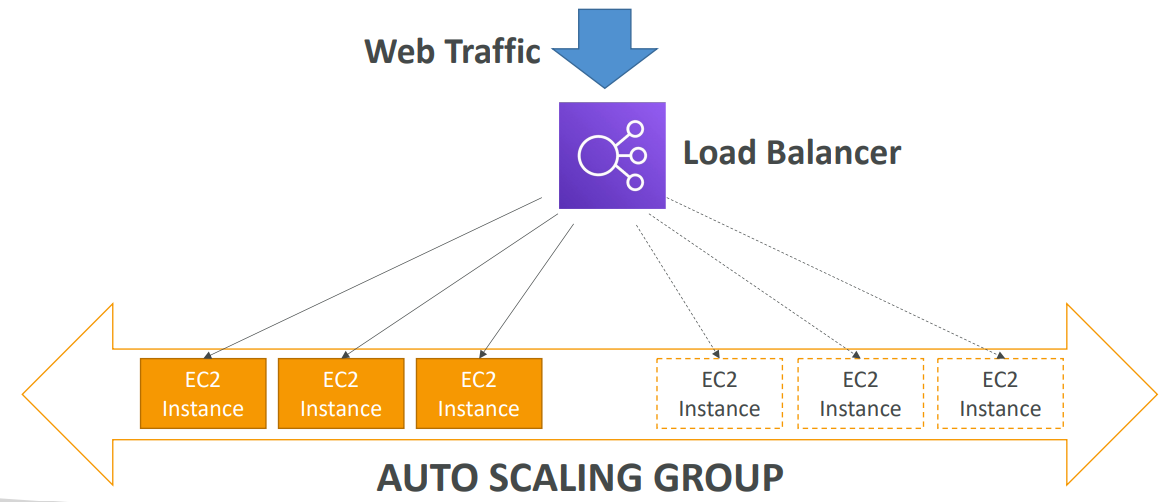 Web Traffic
Load Balancer
EC2
Instance
EC2
Instance
EC2
Instance
EC2
Instance
EC2
Instance
EC2
Instance
AUTO SCALING GROUP